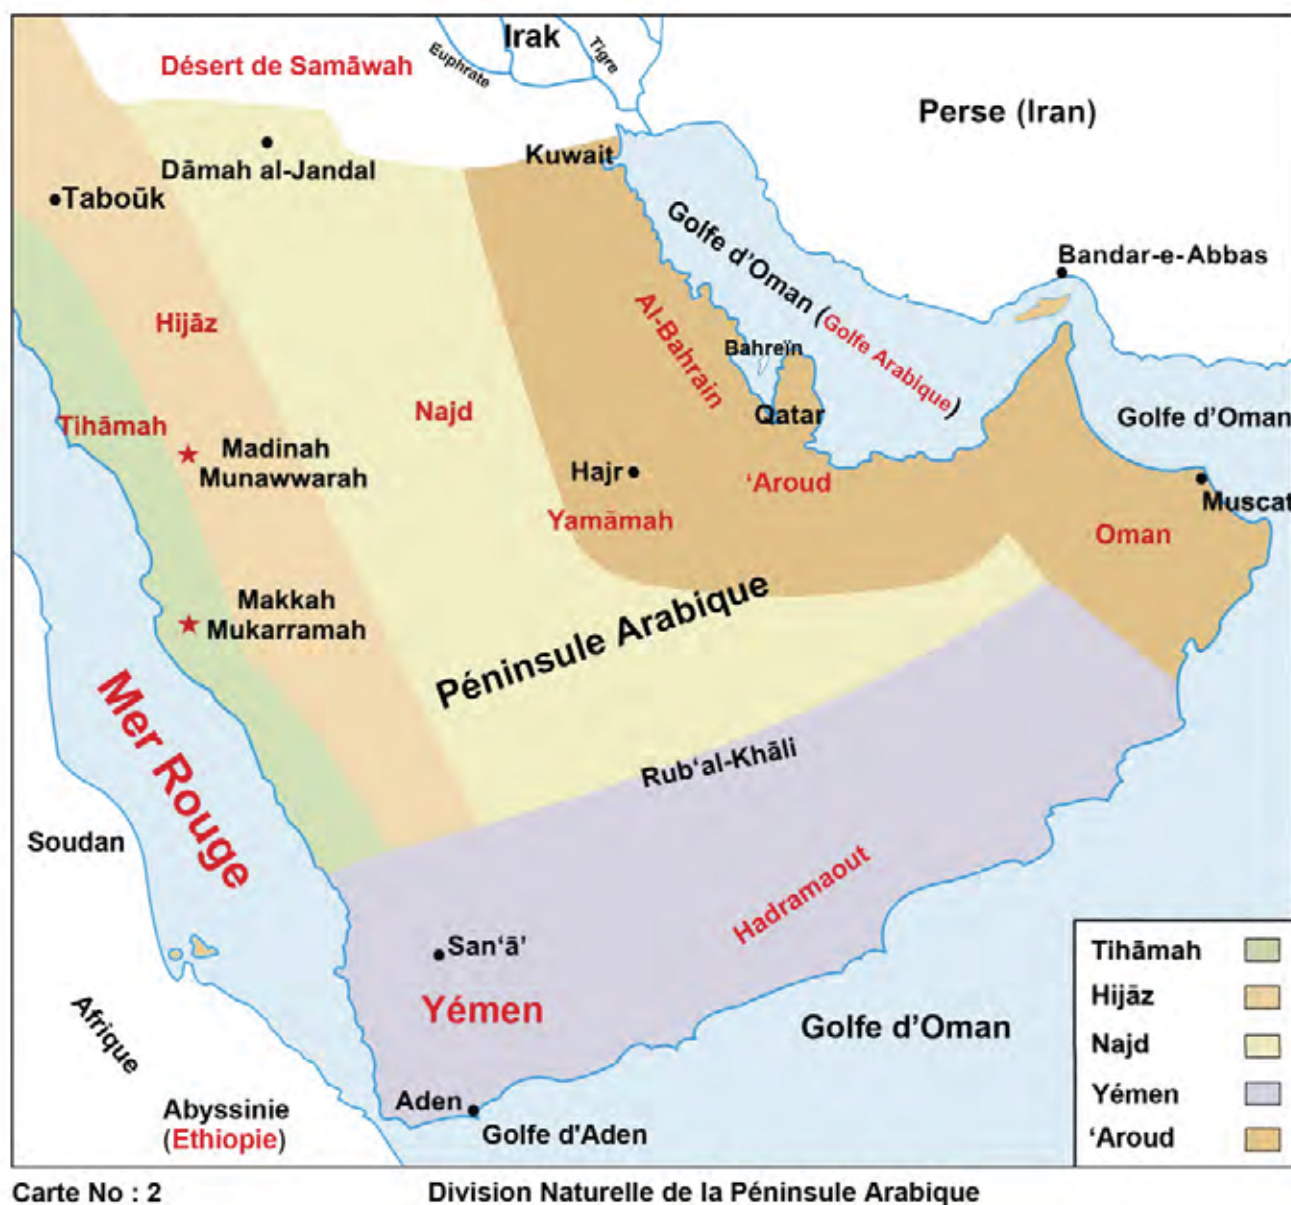 Irak
Euphrate
Tigre
Désert de Samāwah
Perse (Iran)
Kuwait
Dāmah al-Jandal
Taboūk
Golfe d'Oman (Golfe Arabique)
Bandar-e-Abbas
Hijāz
Al-Bahrain
Bahreïn
Najd
Qatar
Golfe d'Oman
Tihāmah
Madinah
Munawwarah
Hajr
'Aroud
Muscat
Yamāmah
Oman
Makkah
Mukarramah
Péninsule Arabique
Mer Rouge
Rub'al-Khāli
Soudan
Hadramaout
San'ā'
Yémen
Afrique
Golfe d'Oman
Aden
Abyssinie
(Ethiopie)
Golfe d'Aden
Tihāmah
Hijāz
Najd
Yémen
'Aroud
Carte No : 2
Division Naturelle de la Péninsule Arabique